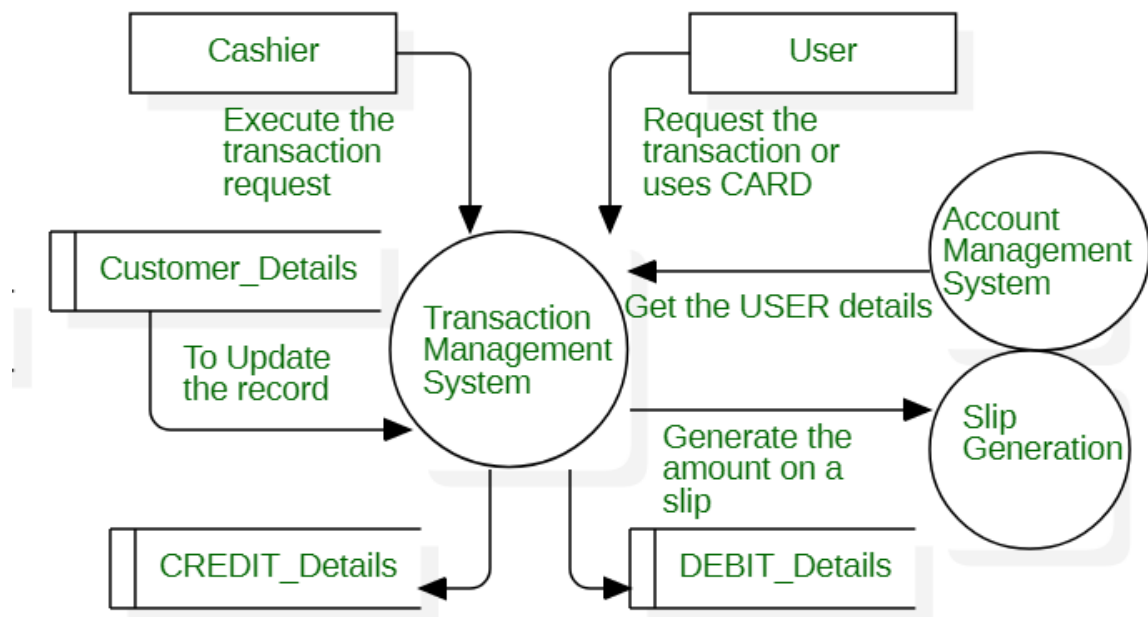 Cashier
User
Execute the
transaction
request
Request the
transaction or
uses CARD
Account
Management
System
Customer_Details
Get the USER details
Transaction
Management
System
To Update
the record
Slip
Generation
Generate the
amount on a
slip
CREDIT_Details
DEBIT_Details